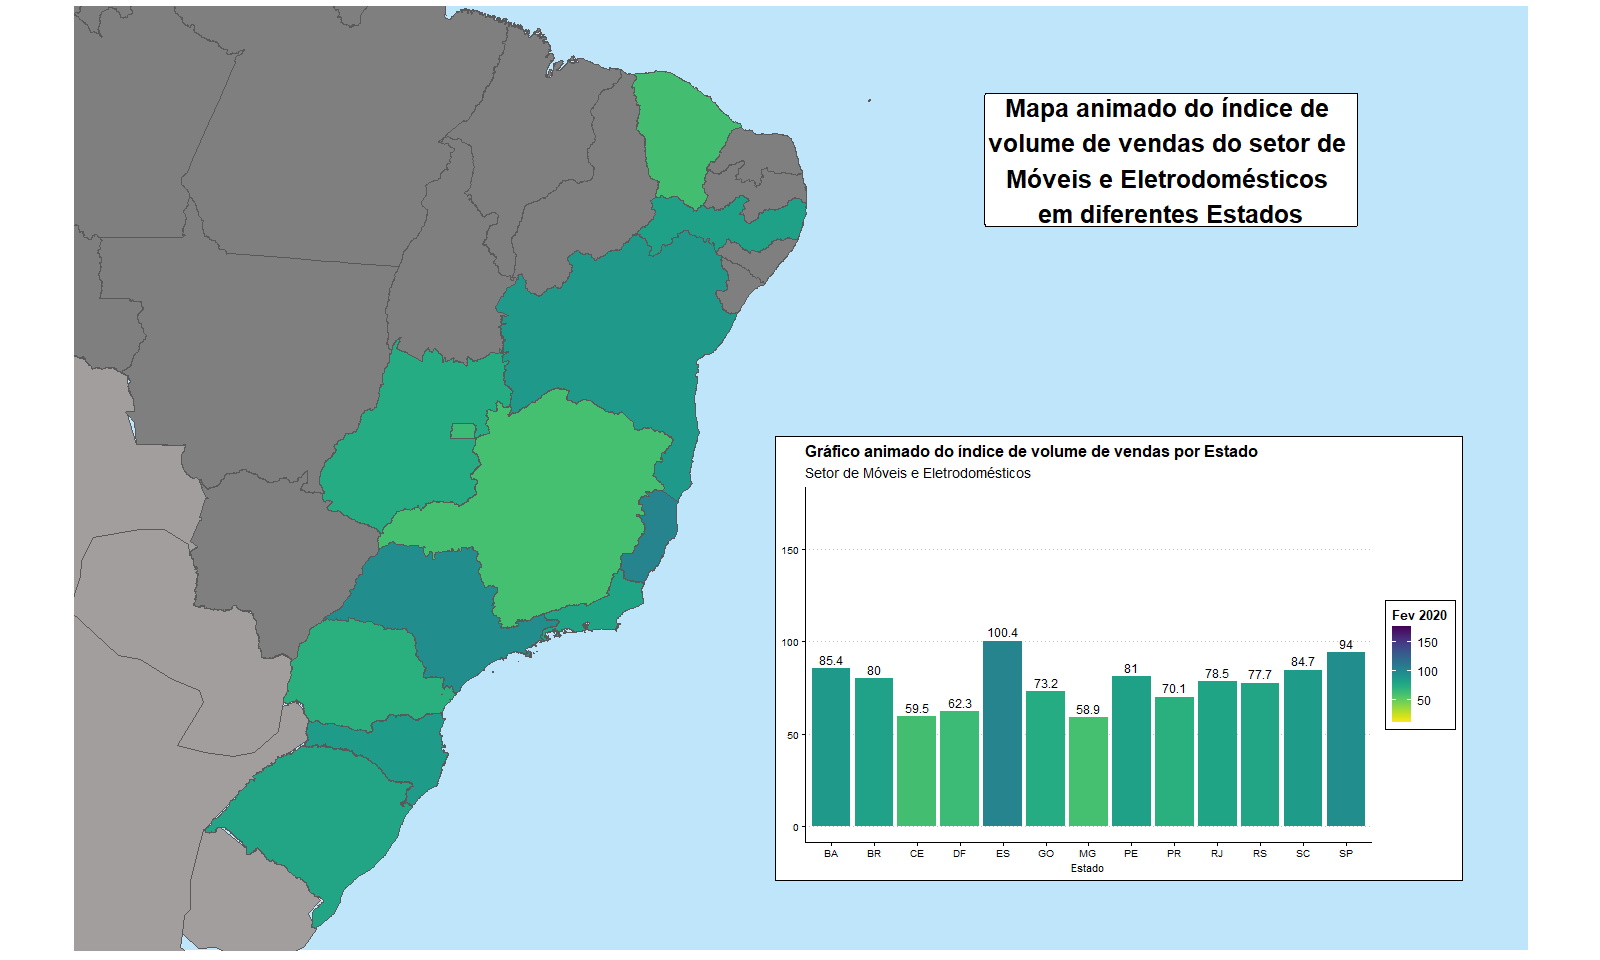 Mapa animado do índice de
volume de vendas do setor de
Móveis e Eletrodomésticos
em diferentes Estados
Gráfico animado do índice de volume de vendas por Estado
Setor de Móveis e Eletrodomésticos
150
100
50
0
85.4
80
59.5
62.3
100.4
73.2
58.9
81
70.1
78.5
77.7
84.7
94
BA
BR
CE
DF
ES
GO
MG
PE
PR
RJ
RS
SC
SP
Estado
Fev 2020
150
100
50